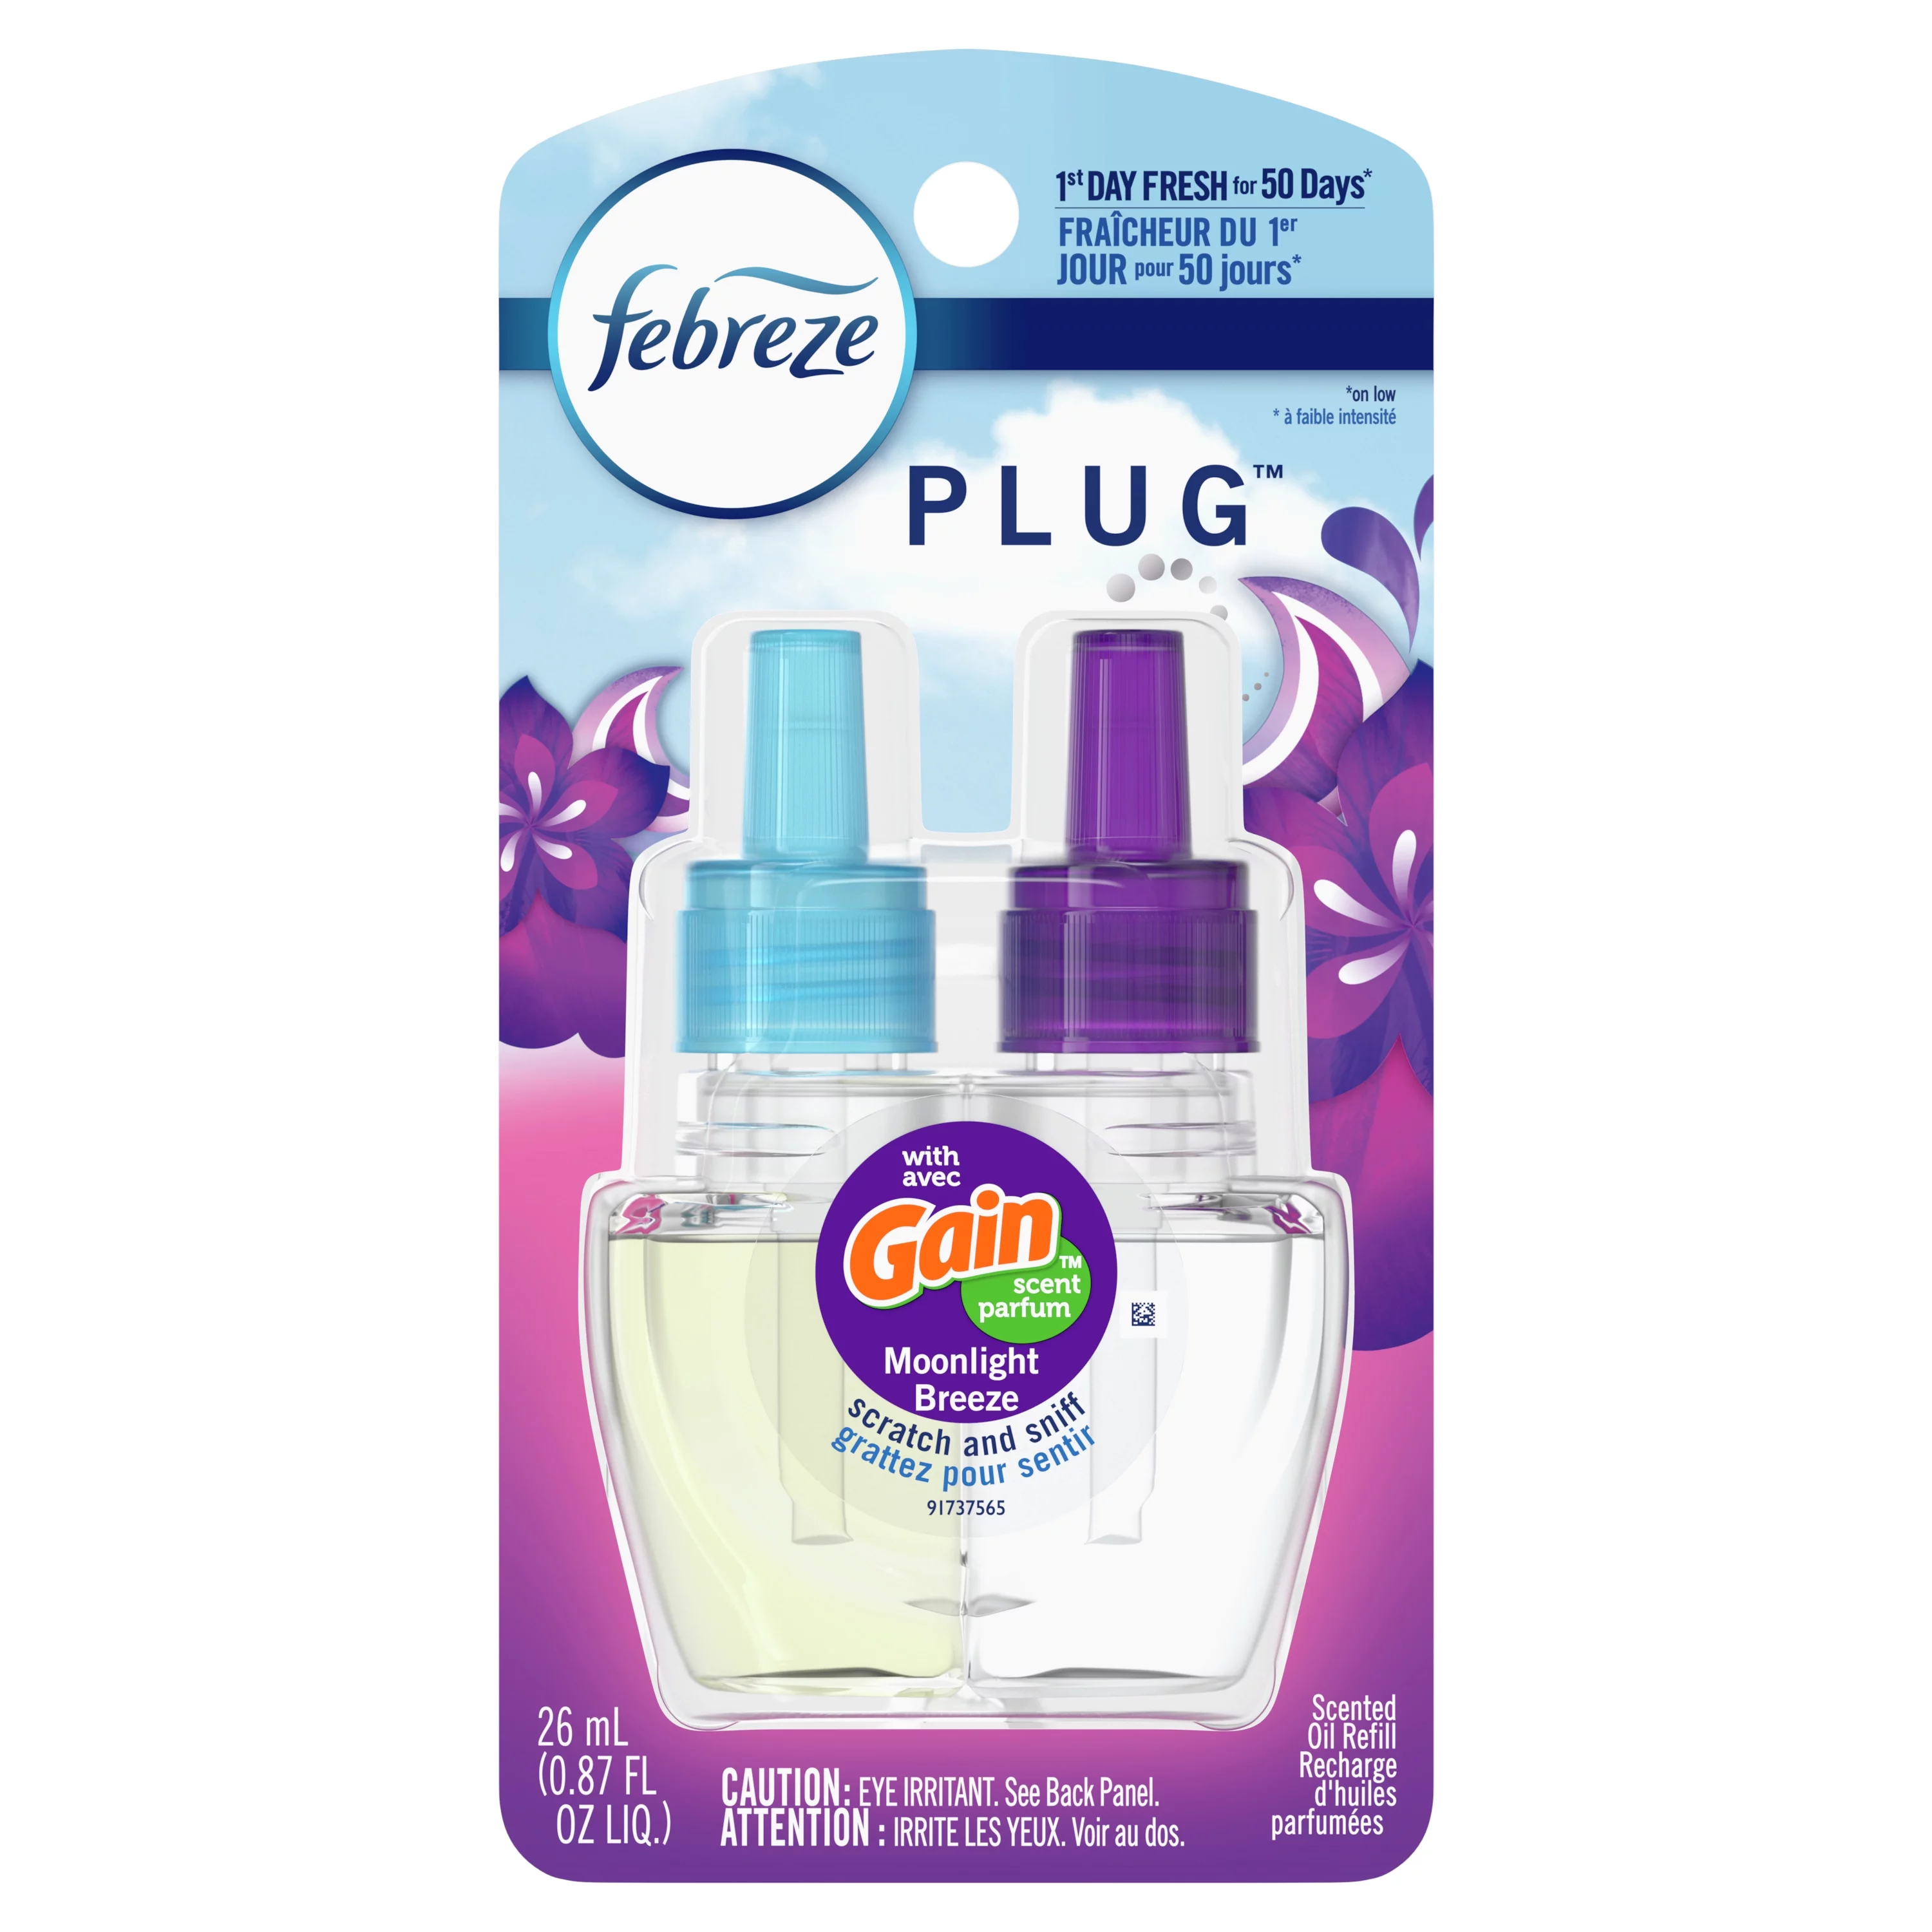 febreze
1st DAY FRESH for 50 Days*
FRAÎCHEUR DU 1er
JOUR pour 50 jours*
*on low
* à faible intensité
PLUG™
with
avec
Gain™
scent
parfum
Moonlight
Breeze
scratch and sniff
grattez pour sentir
91737565
26 mL
(0.87 FL
OZ LIQ.)
CAUTION: EYE IRRITANT. See Back Panel.
ATTENTION : IRRITE LES YEUX. Voir au dos.
Scented
Oil Refill
Recharge
d'huiles
parfumées